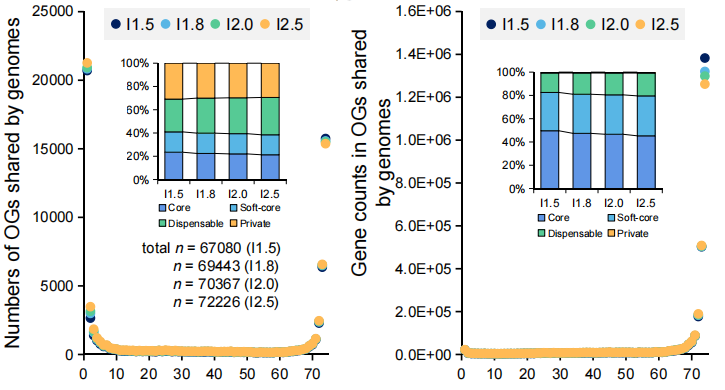 I1.5 I1.8 I2.0 I2.5
Numbers of OGs shared by genomes
25000
20000
15000
10000
5000
0
0 10 20 30 40 50 60 70
100%
80%
60%
40%
20%
0%
I1.5 I1.8 I2.0 I2.5
Core Soft-core
Dispensable Private
total n = 67080 (I1.5)
n = 69443 (I1.8)
n = 70367 (I2.0)
n = 72226 (I2.5)
I1.5 I1.8 I2.0 I2.5
Gene counts in OGs shared
by genomes
1.6E+06
1.4E+06
1.2E+06
1.0E+06
8.0E+05
6.0E+05
4.0E+05
2.0E+05
0.0E+00
0 10 20 30 40 50 60 70
100%
80%
60%
40%
20%
0%
I1.5 I1.8 I2.0 I2.5
Core Soft-core
Dispensable Private